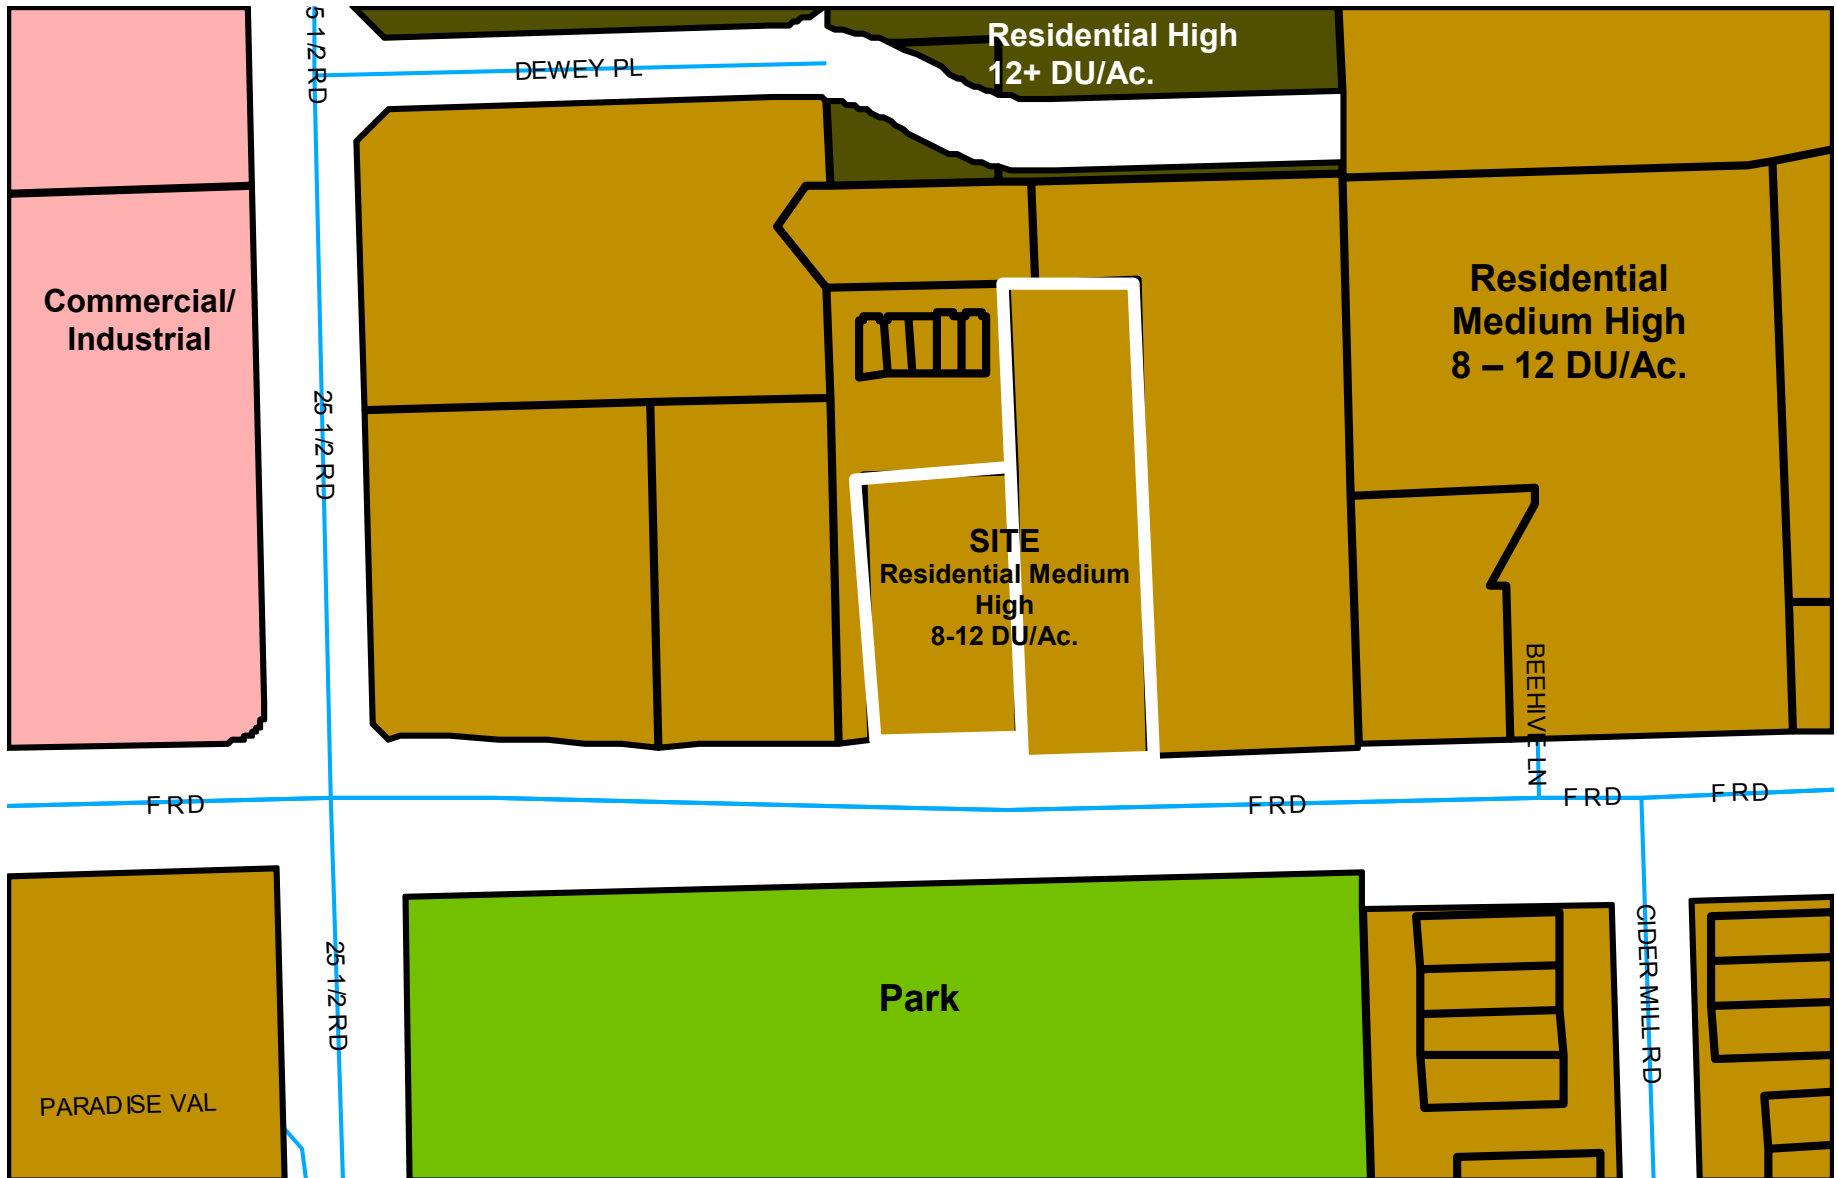 5 1/2 RD
DEWEY PL
Residential High
12+ DU/Ac.
Commercial/
Industrial
Residential
Medium High
8 – 12 DU/Ac.
25 1/2 RD
SITE
Residential Medium
High
8-12 DU/Ac.
BEEHIVE LN
F RD
F RD
F RD
F RD
CIDER MILL RD
25 1/2 RD
Park
PARADISE VAL